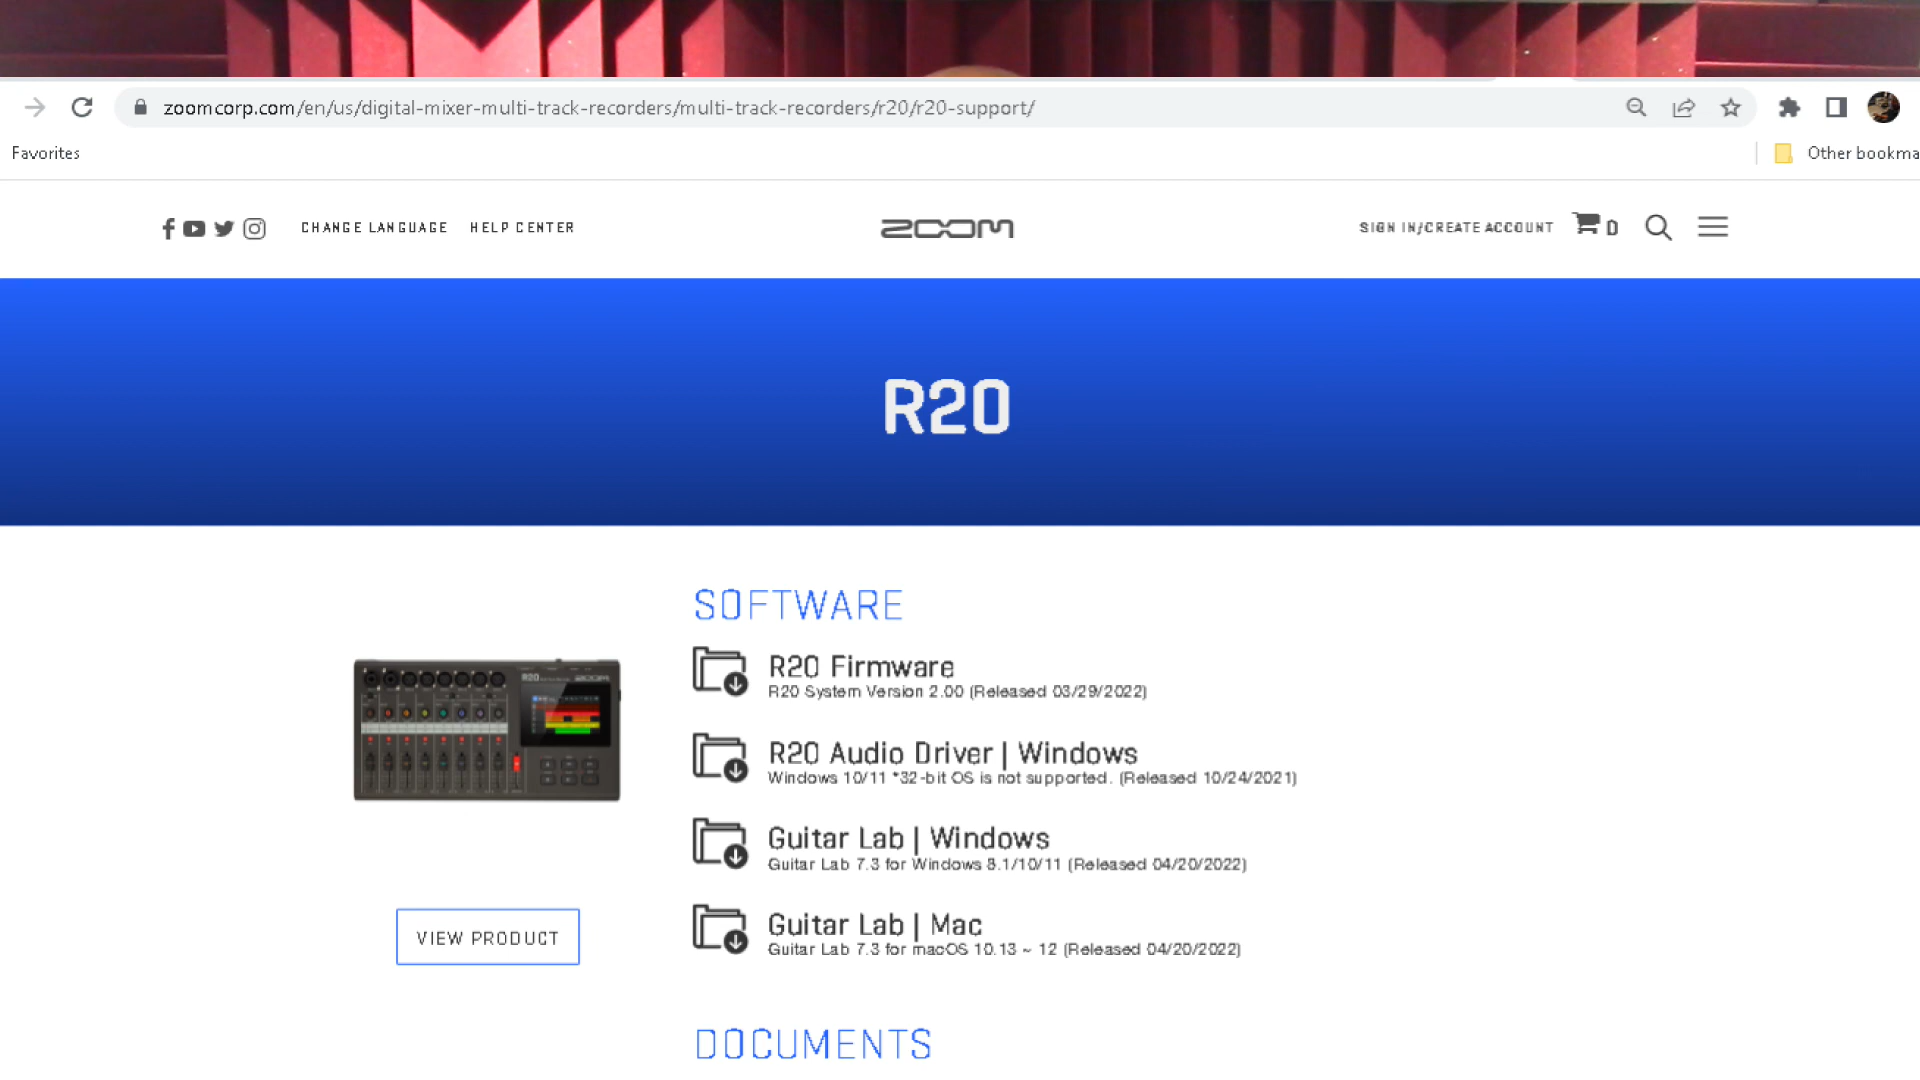 zoomcorp.com/en/us/digital-mixer-multi-track-recorders/multi-track-recorders/r20/r20-support/
Favorites
Other bookma
CHANGE LANGUAGE HELP CENTER
ZOOM
SIGN IN/CREATE ACCOUNT 0
R20
SOFTWARE
R20 Firmware
R20 System Version 2.00 (Released 03/29/2022)
R20 Audio Driver | Windows
Windows 10/11 *32-bit OS is not supported. (Released 10/24/2021)
Guitar Lab | Windows
Guitar Lab 7.3 for Windows 8.1/10/11 (Released 04/20/2022)
Guitar Lab | Mac
Guitar Lab 7.3 for macOS 10.13 ~ 12 (Released 04/20/2022)
R20
ZOOM
VIEW PRODUCT
DOCUMENTS